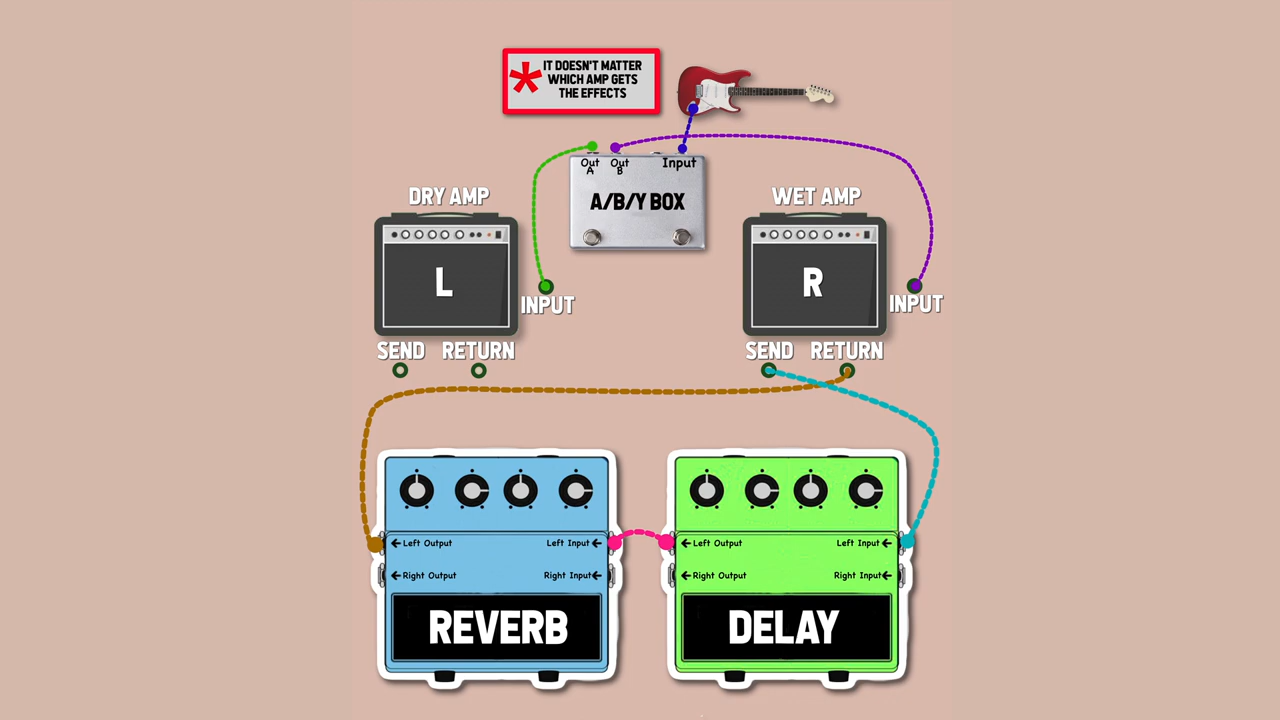 * IT DOESN'T MATTER
WHICH AMP GETS
THE EFFECTS
Out A
Out B
Input
A/B/Y BOX
DRY AMP
L
INPUT
SEND RETURN
WET AMP
R
INPUT
SEND RETURN
←Left Output Left Input←
←Right Output Right Input←
REVERB
←Left Output Left Input←
←Right Output Right Input←
DELAY